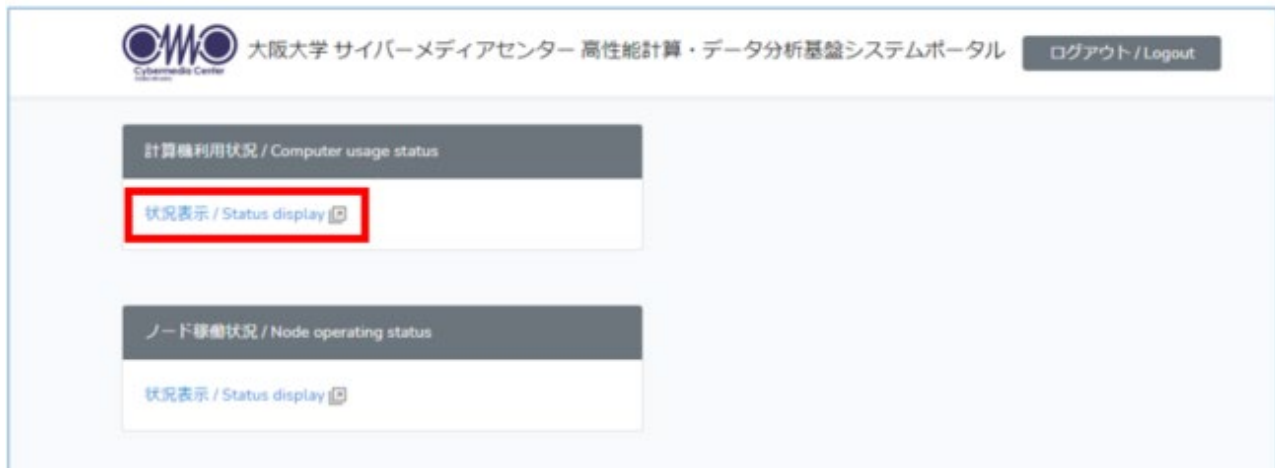 大阪大学 サイバーメディアセンター 高性能計算・データ分析基盤システムポータル
ログアウト / Logout
Cybermedia Center
計算機利用状況 / Computer usage status
状況表示 / Status display
ノード稼働状況 / Node operating status
状況表示 / Status display